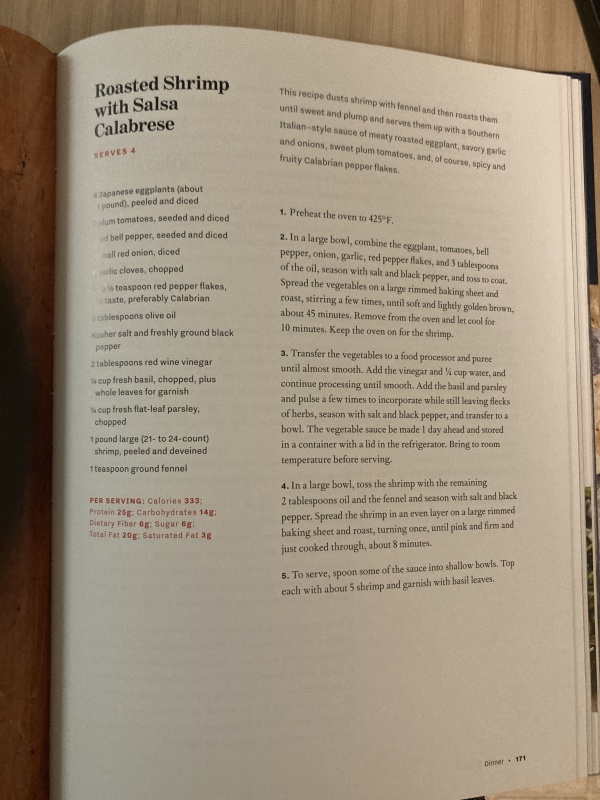 Roasted Shrimp
with Salsa
Calabrese
SERVES 4
Japanese eggplants (about
pound), peeled and diced
plum tomatoes, seeded and diced
bell pepper, seeded and diced
red onion, diced
garlic cloves, chopped
teaspoon red pepper flakes,
taste, preferably Calabrian
tablespoons olive oil
Kosher salt and freshly ground black
pepper
2 tablespoons red wine vinegar
¼ cup fresh basil, chopped, plus
whole leaves for garnish
¼ cup fresh flat-leaf parsley,
chopped
1 pound large (21- to 24-count)
shrimp, peeled and deveined
1 teaspoon ground fennel
PER SERVING: Calories 333;
Protein 25g; Carbohydrates 14g;
Dietary Fiber 6g; Sugar 6g;
Total Fat 20g; Saturated Fat 3g
This recipe dusts shrimp with fennel and then roasts them
until sweet and plump and serves them up with a Southern
Italian–style sauce of meaty roasted eggplant, savory garlic
and onions, sweet plum tomatoes, and, of course, spicy and
fruity Calabrian pepper flakes.
1. Preheat the oven to 425°F.
2. In a large bowl, combine the eggplant, tomatoes, bell
pepper, onion, garlic, red pepper flakes, and 3 tablespoons
of the oil, season with salt and black pepper, and toss to coat.
Spread the vegetables on a large rimmed baking sheet and
roast, stirring a few times, until soft and lightly golden brown,
about 45 minutes. Remove from the oven and let cool for
10 minutes. Keep the oven on for the shrimp.
3. Transfer the vegetables to a food processor and puree
until almost smooth. Add the vinegar and ¼ cup water, and
continue processing until smooth. Add the basil and parsley
and pulse a few times to incorporate while still leaving flecks
of herbs, season with salt and black pepper, and transfer to a
bowl. The vegetable sauce be made 1 day ahead and stored
in a container with a lid in the refrigerator. Bring to room
temperature before serving.
4. In a large bowl, toss the shrimp with the remaining
2 tablespoons oil and the fennel and season with salt and black
pepper. Spread the shrimp in an even layer on a large rimmed
baking sheet and roast, turning once, until pink and firm and
just cooked through, about 8 minutes.
5. To serve, spoon some of the sauce into shallow bowls. Top
each with about 5 shrimp and garnish with basil leaves.
Dinner • 171